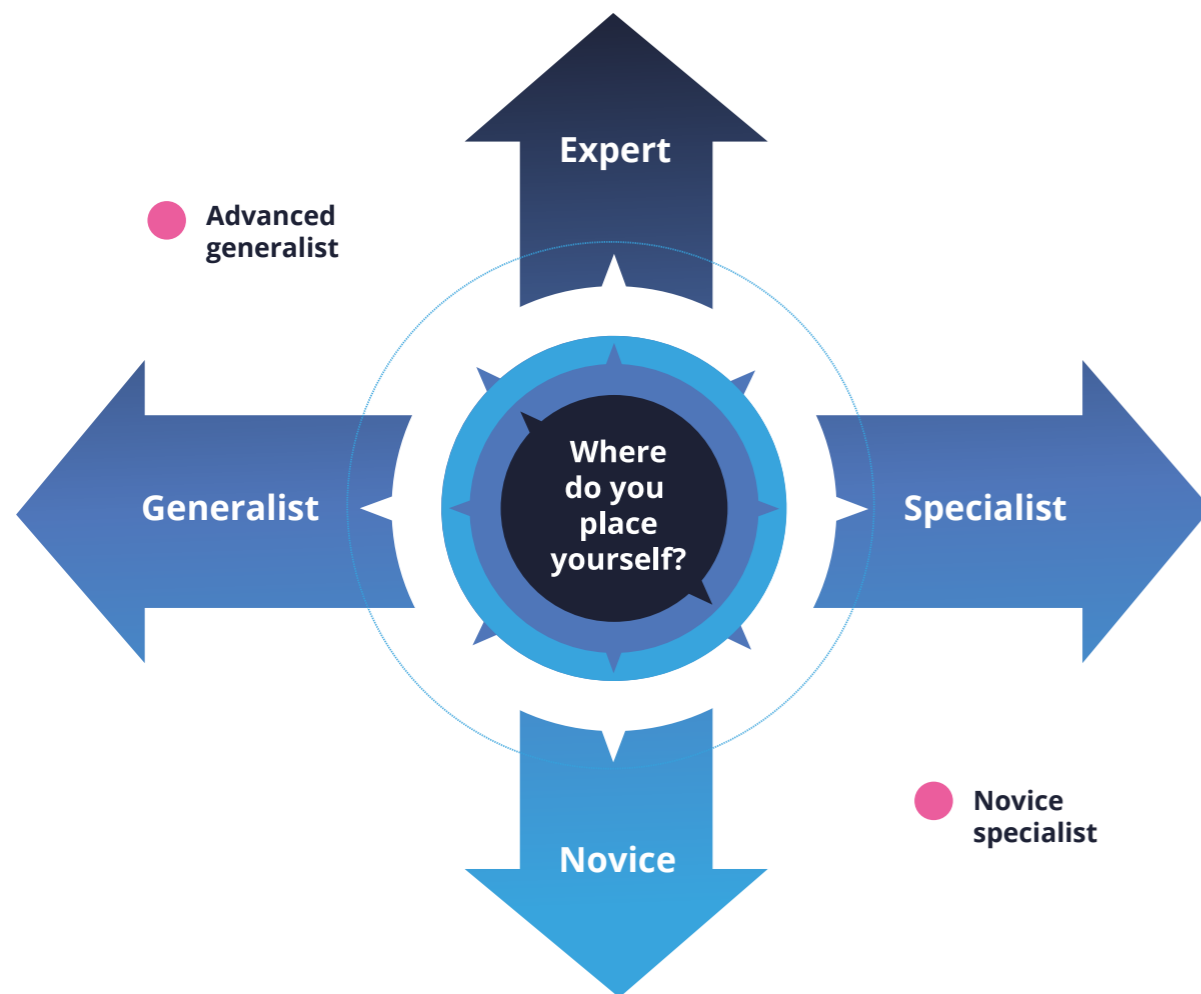 Expert
Advanced
generalist
Where
do you
place
yourself?
Generalist
Specialist
Novice
specialist
Novice